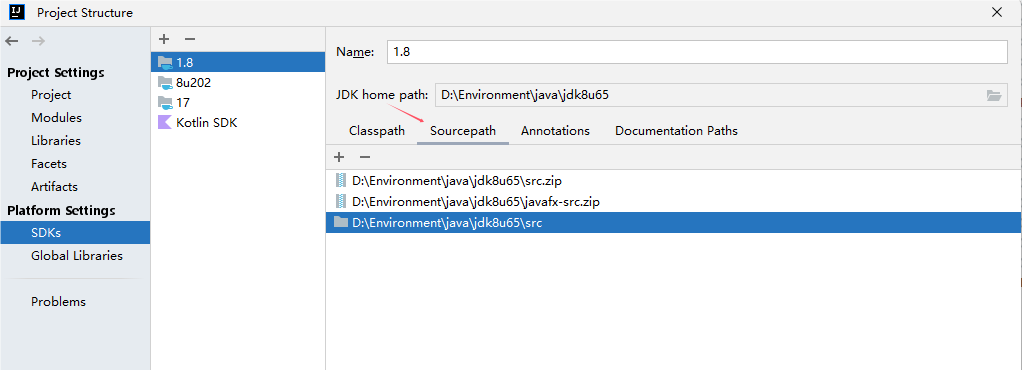 IJ Project Structure
Project Settings
Project
Modules
Libraries
Facets
Artifacts
Platform Settings
SDKs
Global Libraries
Problems
1.8
8u202
17
Kotlin SDK
Name: 1.8
JDK home path: D:\Environment\java\jdk8u65
Classpath Sourcepath Annotations Documentation Paths
D:\Environment\java\jdk8u65\src.zip
D:\Environment\java\jdk8u65\javafx-src.zip
D:\Environment\java\jdk8u65\src